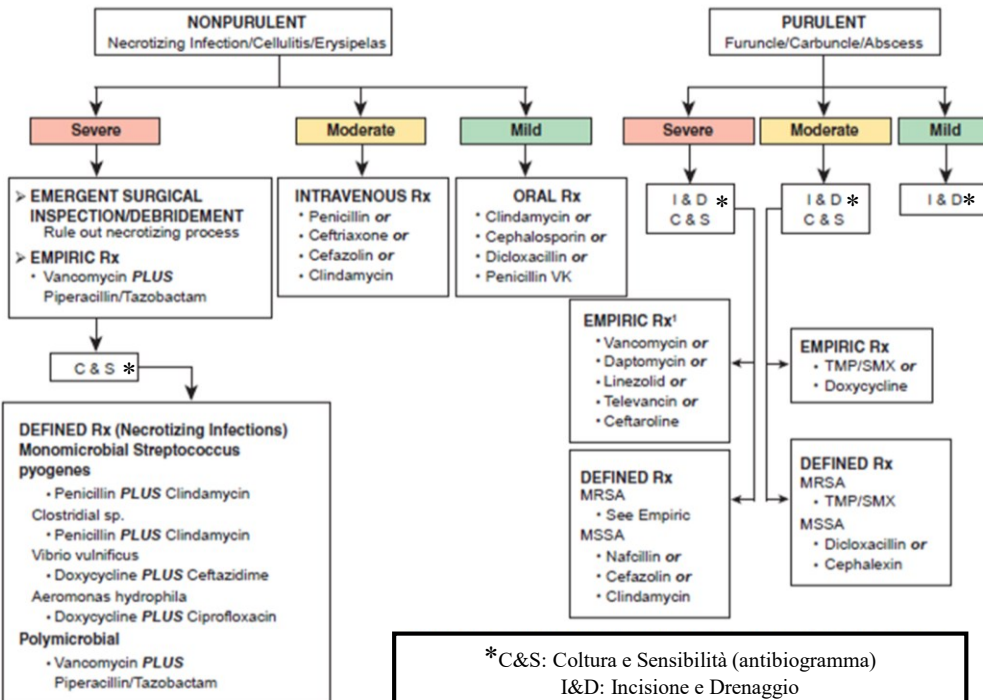 NONPURULENT
Necrotizing Infection/Cellulitis/Erysipelas
PURULENT
Furuncle/Carbuncle/Abscess
Severe
Moderate
Mild
Severe
Moderate
Mild
➢ EMERGENT SURGICAL
INSPECTION/DEBRIDEMENT
Rule out necrotizing process
➢ EMPIRIC Rx
• Vancomycin PLUS
Piperacillin/Tazobactam
INTRAVENOUS Rx
• Penicillin or
• Ceftriaxone or
• Cefazolin or
• Clindamycin
ORAL Rx
• Clindamycin or
• Cephalosporin or
• Dicloxacillin or
• Penicillin VK
I & D *
C & S
I & D *
C & S
I & D *
C & S *
EMPIRIC Rx¹
• Vancomycin or
• Daptomycin or
• Linezolid or
• Televancin or
• Ceftaroline
EMPIRIC Rx
• TMP/SMX or
• Doxycycline
DEFINED Rx (Necrotizing Infections)
Monomicrobial Streptococcus
pyogenes
• Penicillin PLUS Clindamycin
Clostridial sp.
• Penicillin PLUS Clindamycin
Vibrio vulnificus
• Doxycycline PLUS Ceftazidime
Aeromonas hydrophila
• Doxycycline PLUS Ciprofloxacin
Polymicrobial
• Vancomycin PLUS
Piperacillin/Tazobactam
DEFINED Rx
MRSA
• See Empiric
MSSA
• Nafcillin or
• Cefazolin or
• Clindamycin
DEFINED Rx
MRSA
• TMP/SMX
MSSA
• Dicloxacillin or
• Cephalexin
*C&S: Coltura e Sensibilità (antibiogramma)
I&D: Incisione e Drenaggio